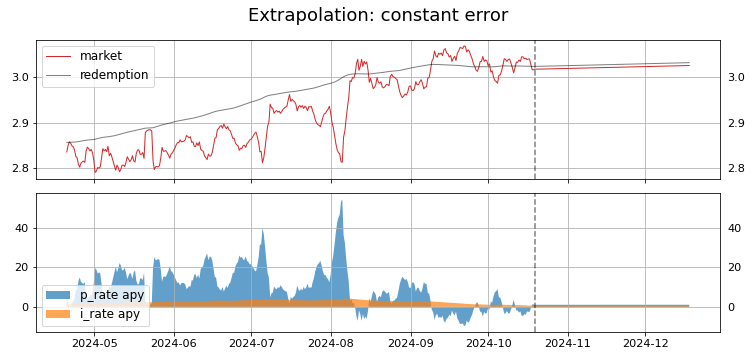 Extrapolation: constant error
market
redemption
3.0
2.9
2.8
3.0
2.9
2.8
40
20
0
40
20
0
p_rate apy
i_rate apy
2024-05 2024-06 2024-07 2024-08 2024-09 2024-10 2024-11 2024-12